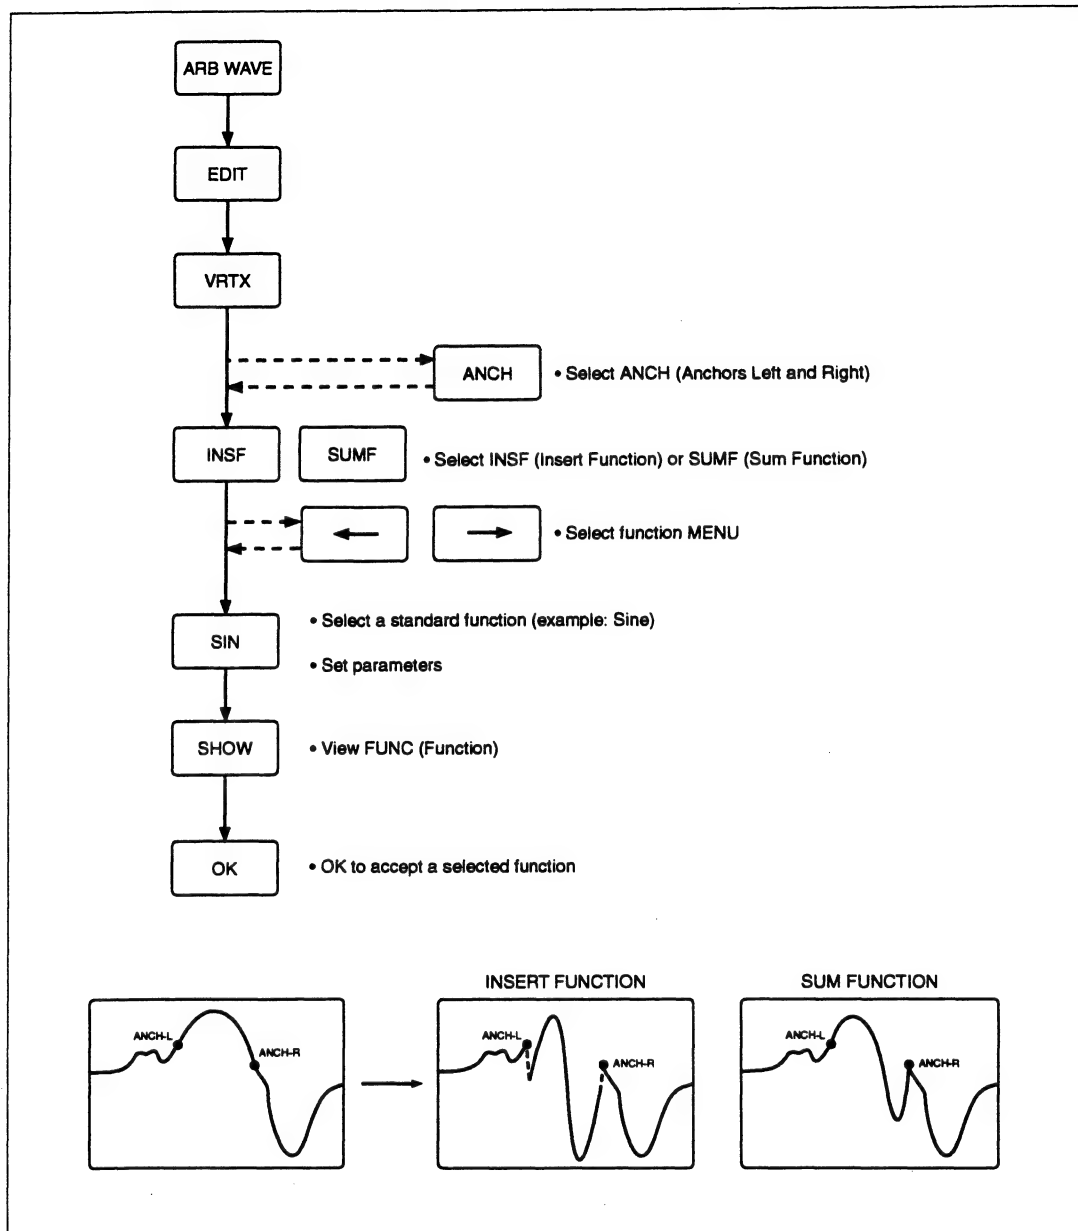 ARB WAVE
EDIT
VRTX
ANCH
• Select ANCH (Anchors Left and Right)
INSF
SUMF
• Select INSF (Insert Function) or SUMF (Sum Function)
• Select function MENU
SIN
• Select a standard function (example: Sine)
• Set parameters
SHOW
• View FUNC (Function)
OK
• OK to accept a selected function
INSERT FUNCTION
SUM FUNCTION
ANCH-L
ANCH-R
ANCH-L
ANCH-R
ANCH-L
ANCH-R